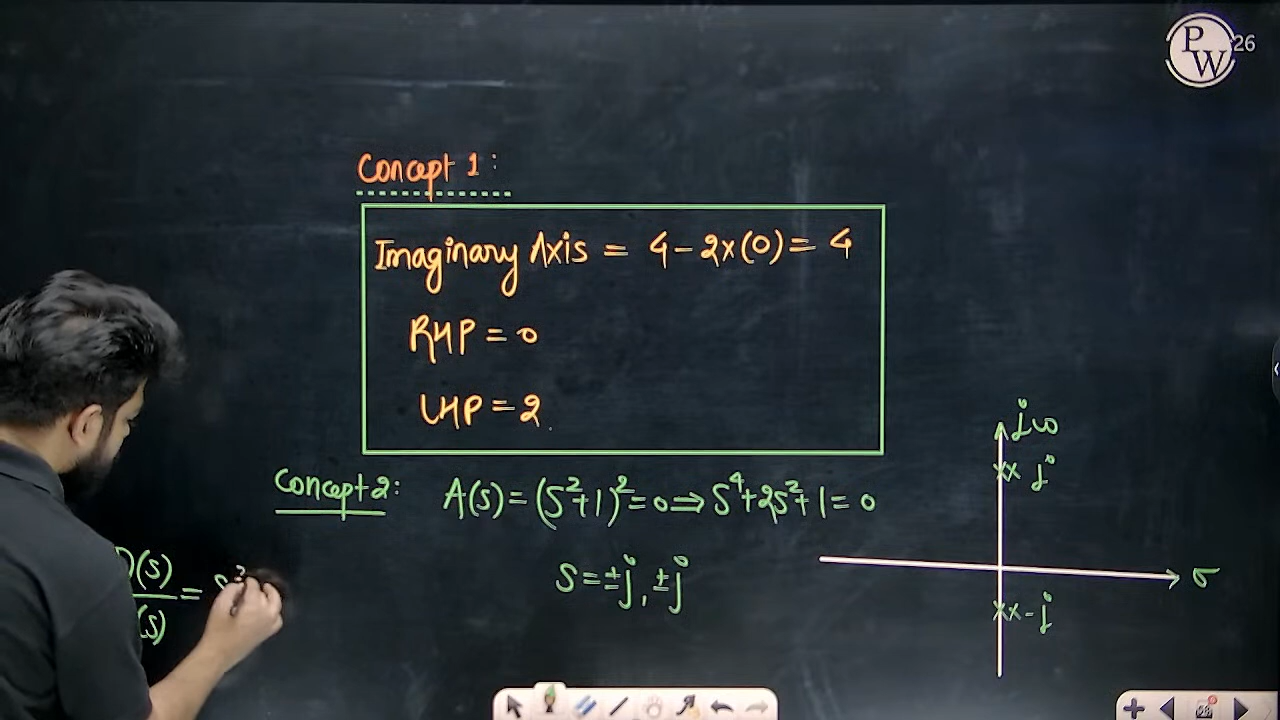 PW
26
Concept 1 :
Imaginary Axis = 4 - 2x(0) = 4
RHP = 0
LHP = 2
Concept 2 : A(s) = (S²+1)² = 0 ⇒ S⁴+2s²+1 = 0
jω
xx j
S = ±j, ±j
σ
xx -j
D(s)
(s)
=